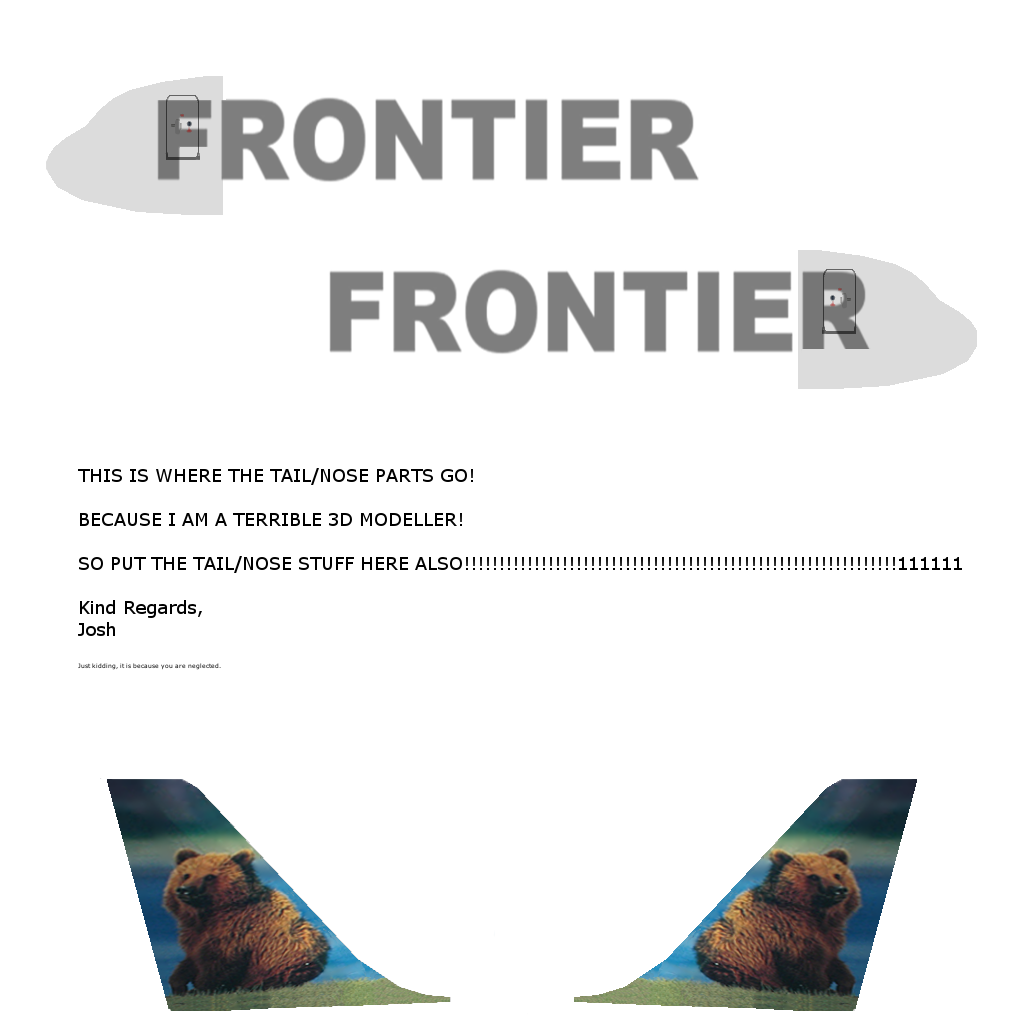 FRONTIER
FRONTIER
THIS IS WHERE THE TAIL/NOSE PARTS GO!
BECAUSE I AM A TERRIBLE 3D MODELLER!
SO PUT THE TAIL/NOSE STUFF HERE ALSO!!!!!!!!!!!!!!!!!!!!!!!!!!!!!!!!!!!!!!!!!!!!!!!!!!!!!!!!!!!!!!111111
Kind Regards,
Josh
Just kidding, it is because you are neglected.